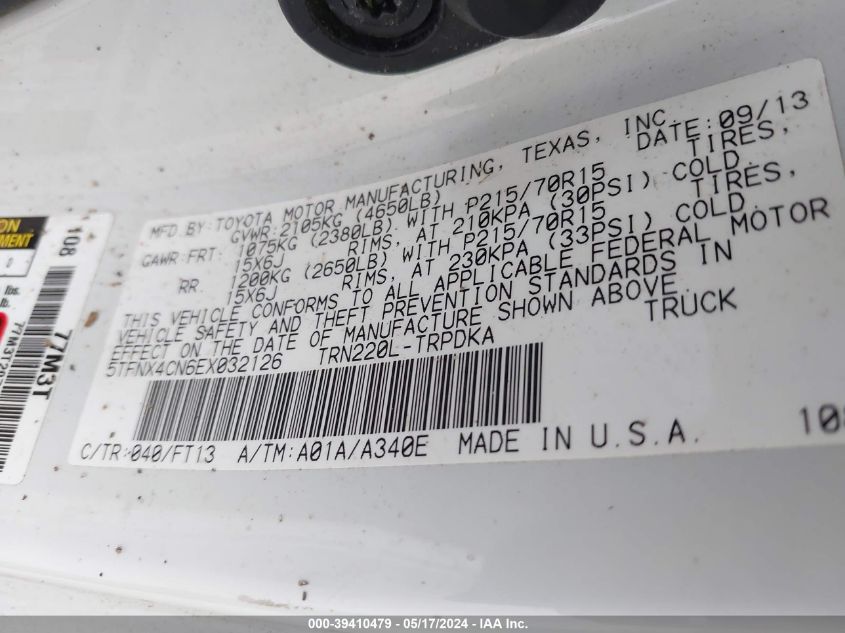 MFD.BY:TOYOTA MOTOR MANUFACTURING, TEXAS, INC.
GVWR:2105KG (4650LB) DATE:09/13
GAWR FRT: 1075KG (2380LB) WITH P215/70R15 TIRES,
15X6J RIMS, AT 210KPA (30PSI) COLD
RR. 1200KG (2650LB) WITH P215/70R15 TIRES,
15X6J RIMS, AT 230KPA (33PSI) COLD
THIS VEHICLE CONFORMS TO ALL APPLICABLE FEDERAL MOTOR
VEHICLE SAFETY AND THEFT PREVENTION STANDARDS IN
EFFECT ON THE DATE OF MANUFACTURE SHOWN ABOVE.
5TFNX4CN6EX032126 TRN220L-TRPDKA TRUCK
C/TR:040/FT13 A/TM:A01A/A340E MADE IN U.S.A.
108
77M3T
lbs.
000-39410479 - 05/17/2024 - © IAA Inc.